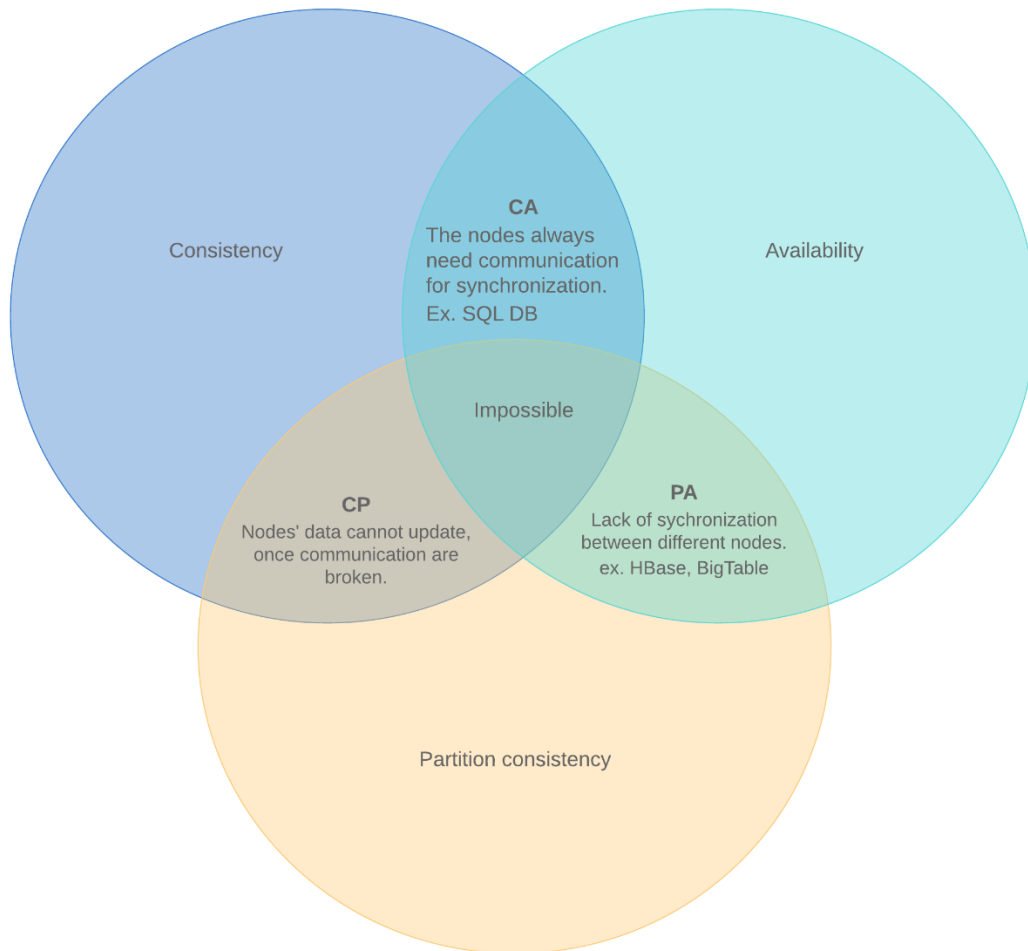 CA
The nodes always
need communication
for synchronization.
Ex. SQL DB
Consistency
Availability
Impossible
CP
Nodes' data cannot update,
once communication are
broken.
PA
Lack of sychronization
between different nodes.
ex. HBase, BigTable
Partition consistency